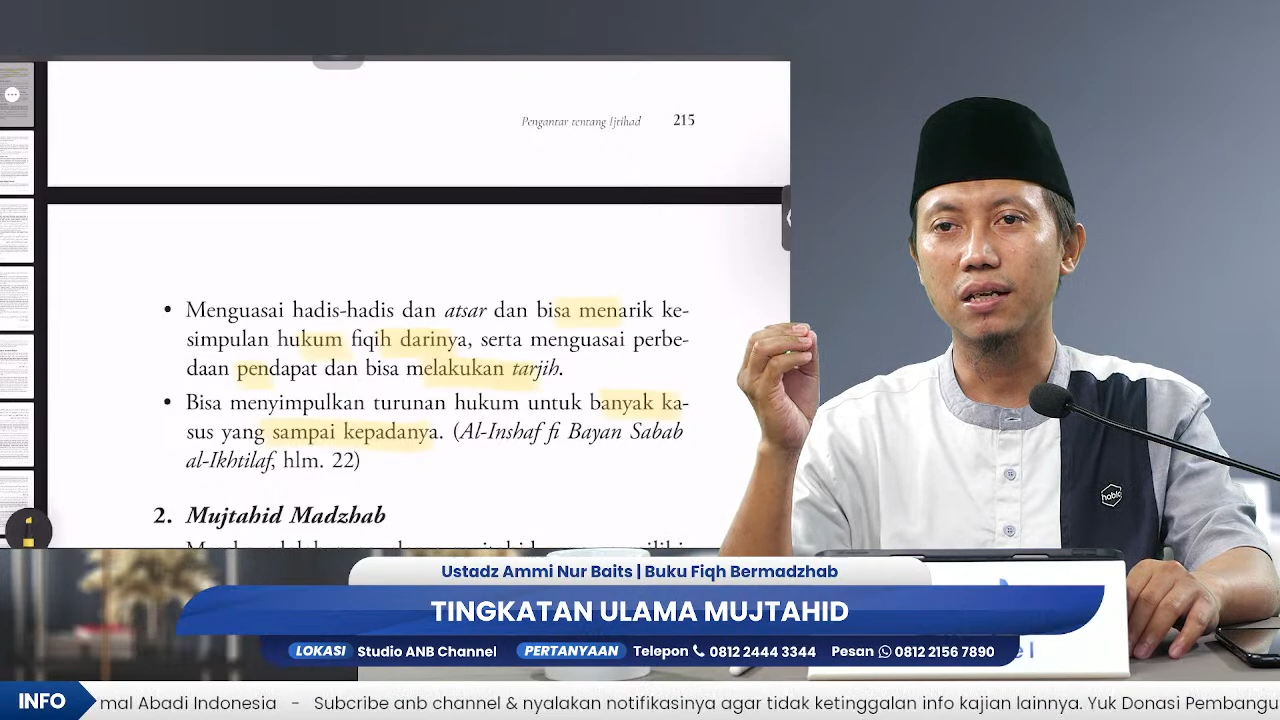 Pengantar tentang Ijtihad 215
• Menguasai hadis-hadis dan atsar dan bisa menarik ke-
simpulan hukum fiqih darinya, serta menguasai perbe-
daan pendapat dan bisa melakukan tarjih.
• Bisa menyimpulkan turunan hukum untuk banyak ka-
sus yang sampai kepadanya (Al-Inshaf fi Bayan Sabab
al-Ikhtilaf, hlm. 22)
2. Mujtahid Madzhab
Ustadz Ammi Nur Baits | Buku Fiqh Bermadzhab
TINGKATAN ULAMA MUJTAHID
LOKASI Studio ANB Channel PERTANYAAN Telepon 0812 2444 3344 Pesan 0812 2156 7890
INFO mal Abadi Indonesia - Subcribe anb channel & nyalakan notifikasinya agar tidak ketinggalan info kajian lainnya. Yuk Donasi Pembangu